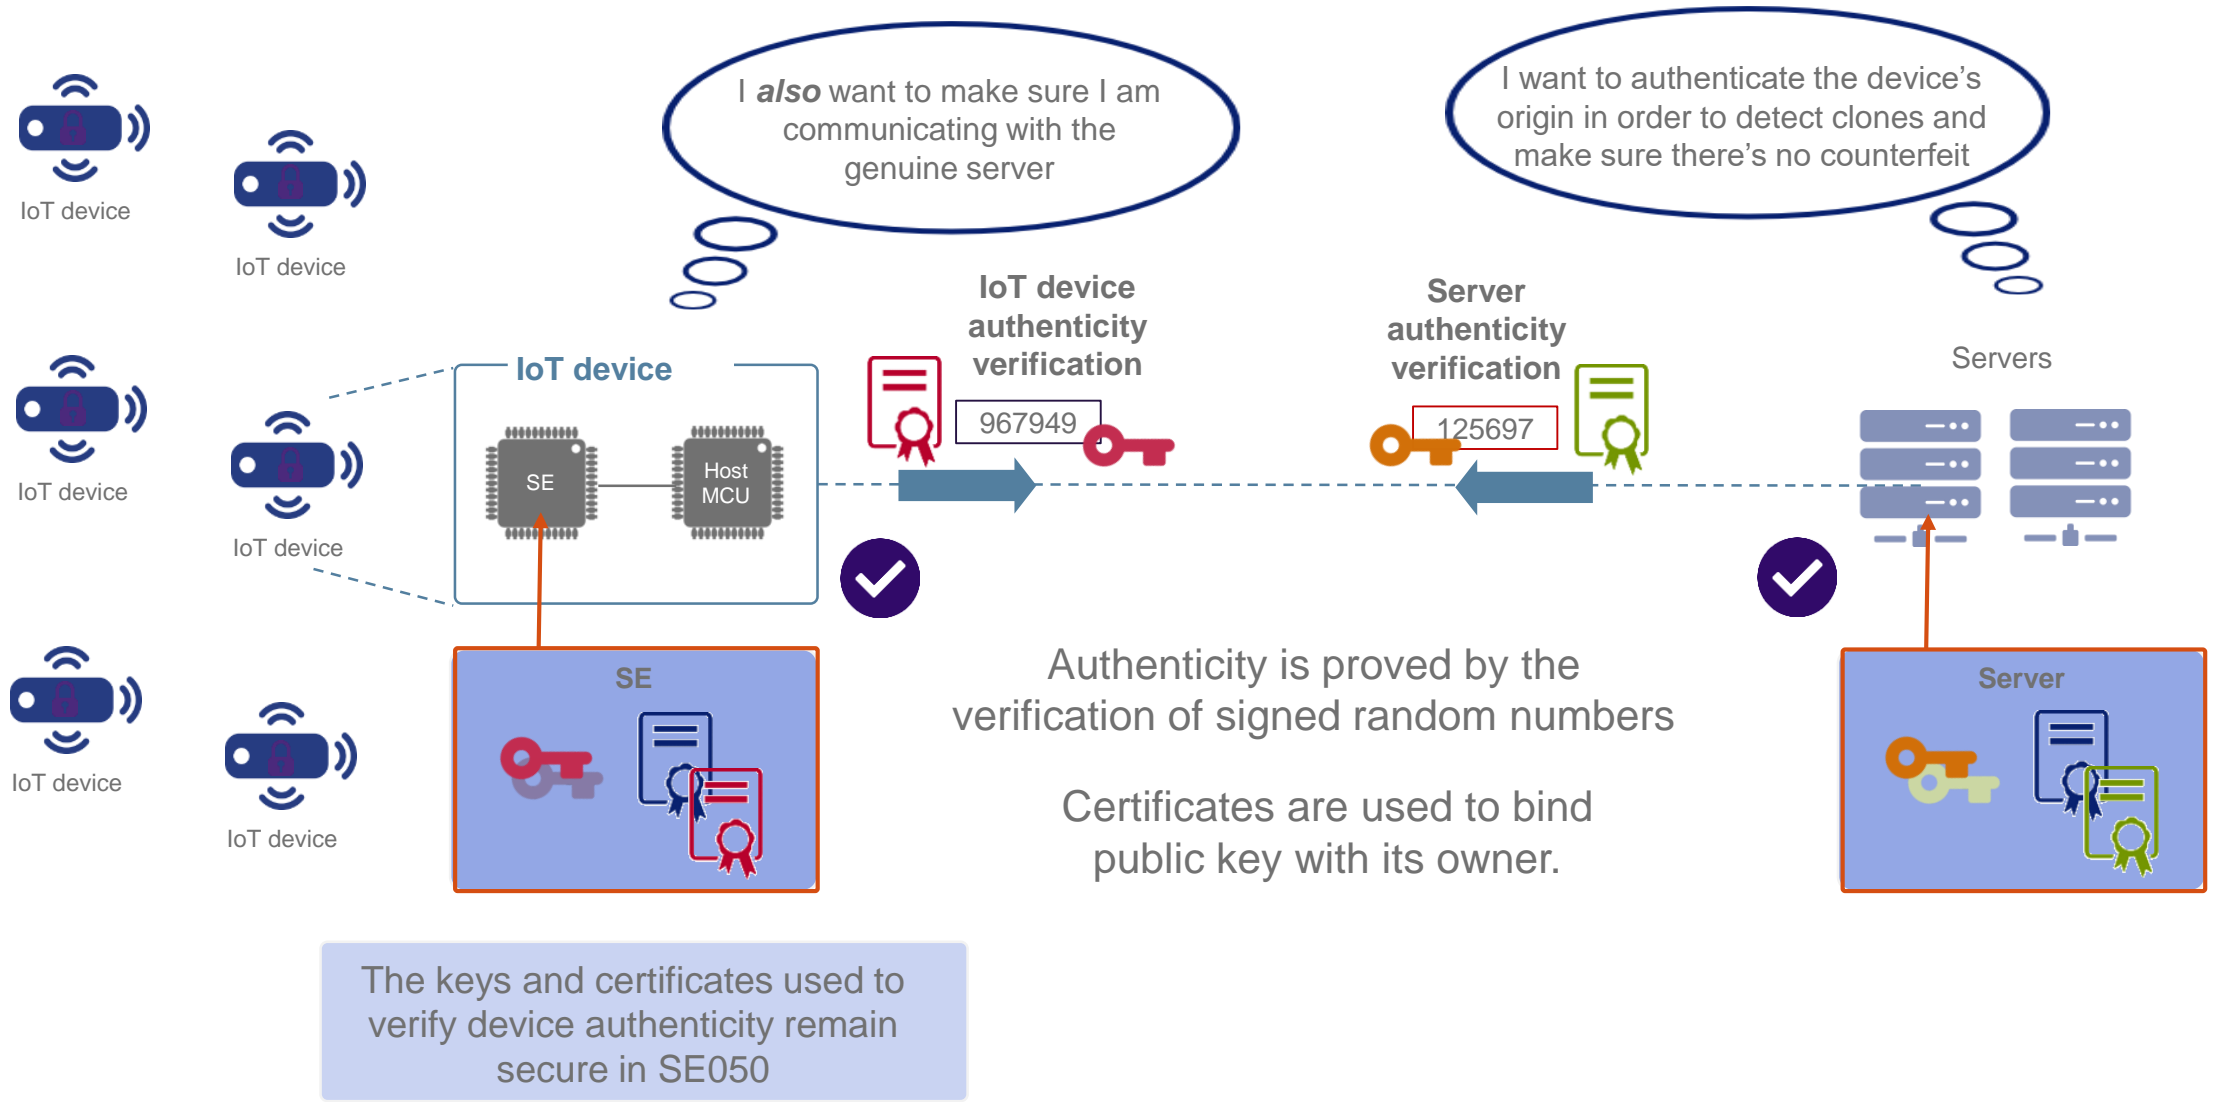 I also want to make sure I am
communicating with the
genuine server
I want to authenticate the device's
origin in order to detect clones and
make sure there's no counterfeit
IoT device
IoT device
IoT device
IoT device
IoT device
IoT device
IoT device
SE
Host
MCU
IoT device
authenticity
verification
967949
Server
authenticity
verification
125697
Servers
SE
Authenticity is proved by the
verification of signed random numbers
Certificates are used to bind
public key with its owner.
Server
The keys and certificates used to
verify device authenticity remain
secure in SE050